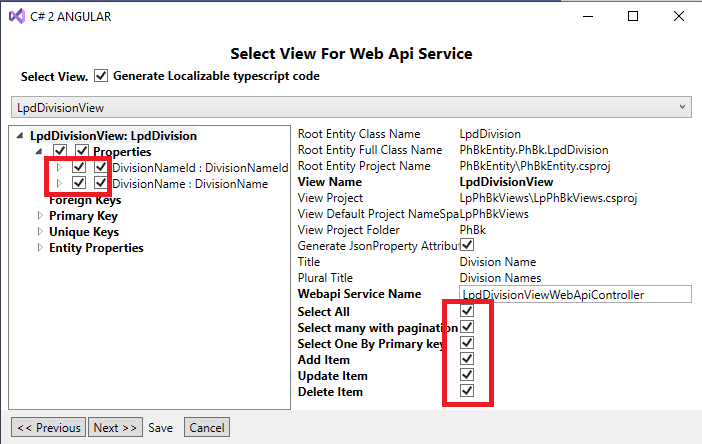 C# 2 ANGULAR
Select View For Web Api Service
Select View. Generate Localizable typescript code
LpdDivisionView
LpdDivisionView: LpdDivision
Properties
DivisionNameId : DivisionNameId
DivisionName : DivisionName
Foreign Keys
Primary Key
Unique Keys
Entity Properties
Root Entity Class Name LpdDivision
Root Entity Full Class Name PhBkEntity.PhBk.LpdDivision
Root Entity Project Name PhBkEntity\PhBkEntity.csproj
View Name LpdDivisionView
View Project LpPhBkViews\LpPhBkViews.csproj
View Default Project NameSpa LpPhBkViews
View Project Folder PhBk
Generate JsonProperty Attribut
Title Division Name
Plural Title Division Names
Webapi Service Name LpdDivisionViewWebApiController
Select All
Select many with pagination
Select One By Primary key
Add Item
Update Item
Delete Item
<< Previous Next >> Save Cancel